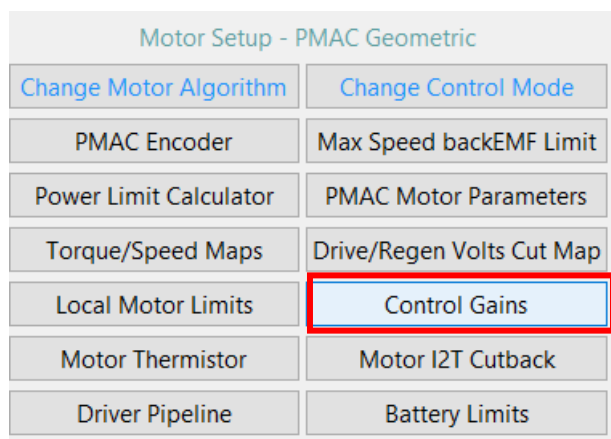 Motor Setup - PMAC Geometric
Change Motor Algorithm
Change Control Mode
PMAC Encoder
Max Speed backEMF Limit
Power Limit Calculator
PMAC Motor Parameters
Torque/Speed Maps
Drive/Regen Volts Cut Map
Local Motor Limits
Control Gains
Motor Thermistor
Motor I2T Cutback
Driver Pipeline
Battery Limits